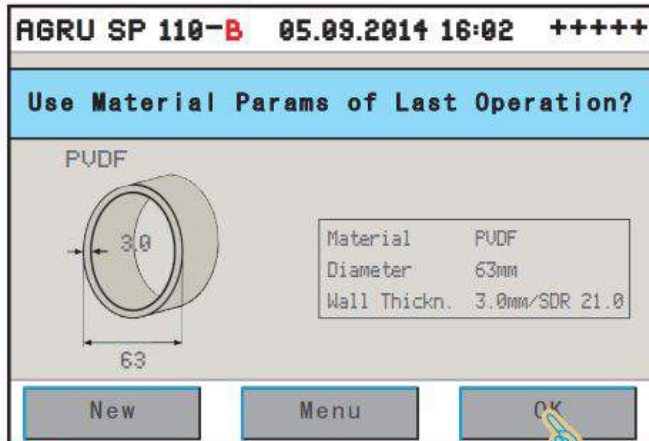 AGRU SP 110-B 05.09.2014 16:02 +++++
Use Material Params of Last Operation?
PVDF
3.0
63
Material PVDF
Diameter 63mm
Wall Thickn. 3.0mm/SDR 21.0
New Menu OK